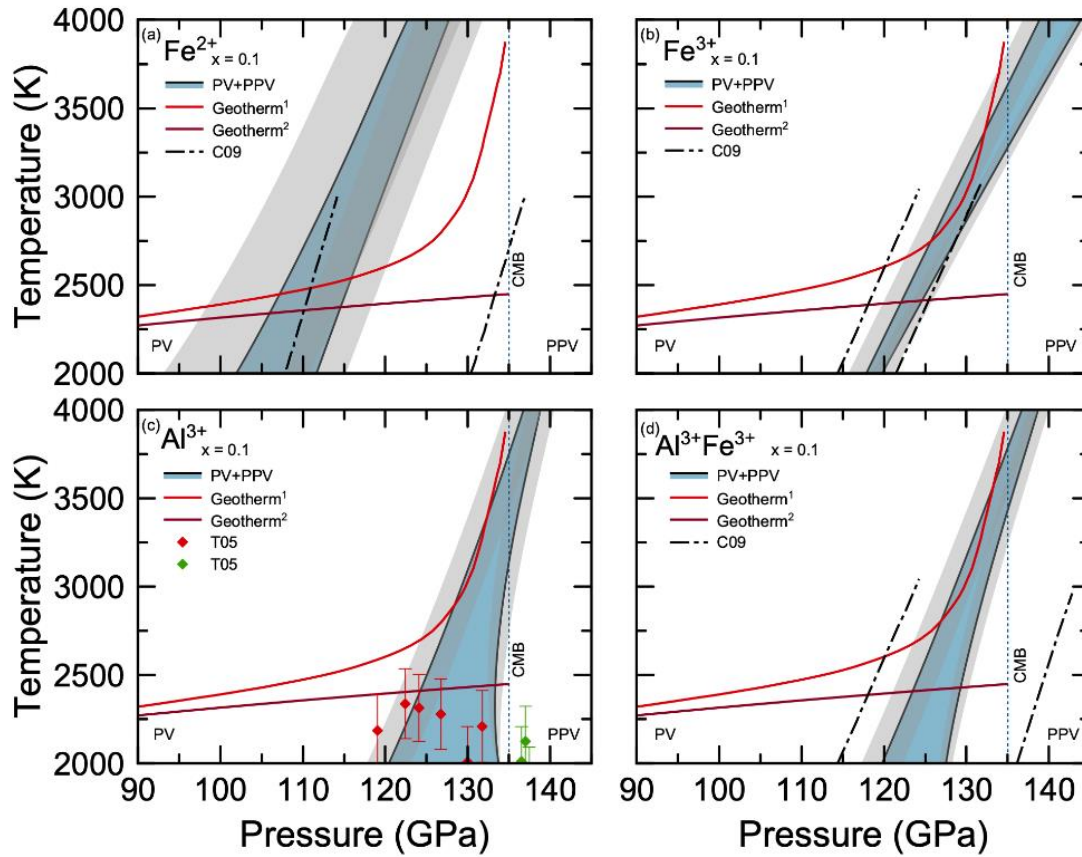 (a) Fe2+ x = 0.1
PV+PPV
Geotherm1
Geotherm2
C09
PV
PPV
CMB
4000
3500
3000
2500
2000
Temperature (K)
(b) Fe3+ x = 0.1
PV+PPV
Geotherm1
Geotherm2
C09
PV
PPV
CMB
(c) Al3+ x = 0.1
PV+PPV
Geotherm1
Geotherm2
T05
T05
PV
PPV
CMB
4000
3500
3000
2500
2000
Temperature (K)
90 100 110 120 130 140
Pressure (GPa)
(d) Al3+Fe3+ x = 0.1
PV+PPV
Geotherm1
Geotherm2
C09
PV
PPV
CMB
90 100 110 120 130 140
Pressure (GPa)